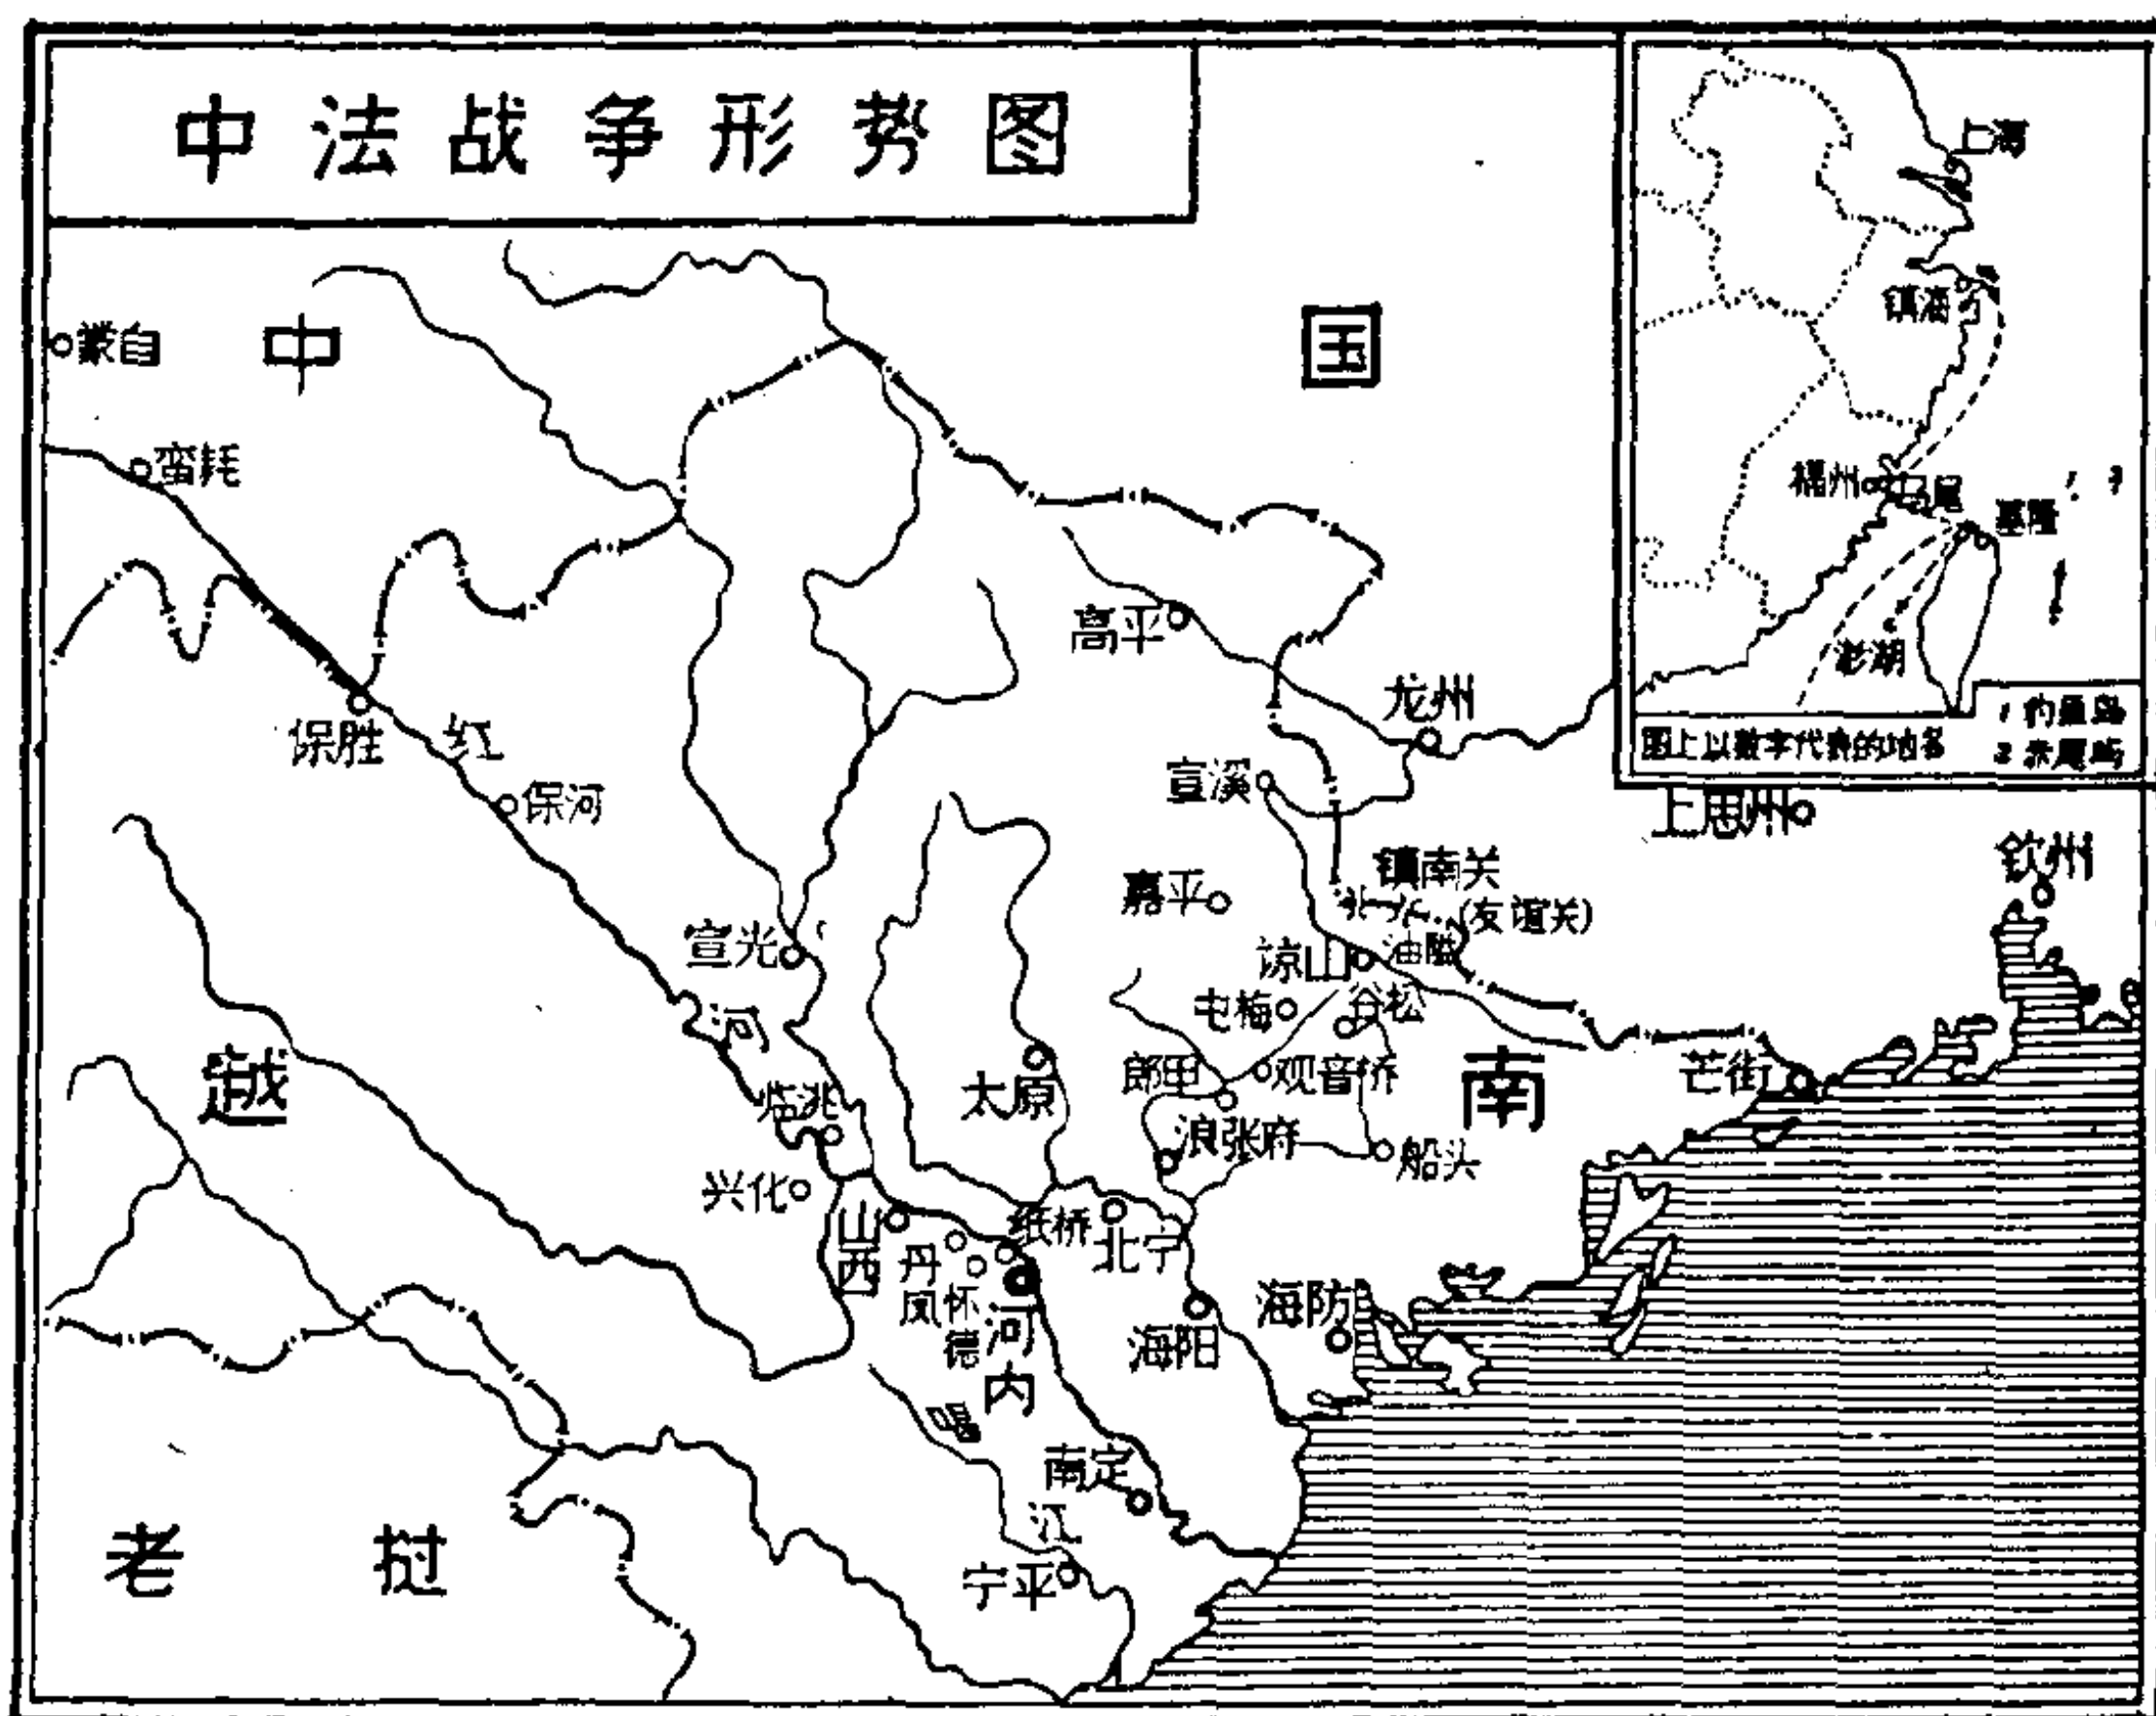 中法战争形势图
上海
镇海
福州
马尾
基隆
澎湖
1
2
图上以数字代表的地名
1 钓鱼岛
2 赤尾屿
中国
蒙自
蛮耗
高平
龙州
保胜
红
保河
宣溪
上思州
钦州
镇南关
(友谊关)
嘉平
宣光
谅山
油隘
屯梅
谷松
河
越南
太原
郎甲
观音桥
芒街
临洮
浪张府
船头
兴化
山西
纸桥
北宁
丹凤
怀德
河内
海阳
海防
南定
江
宁平
老挝